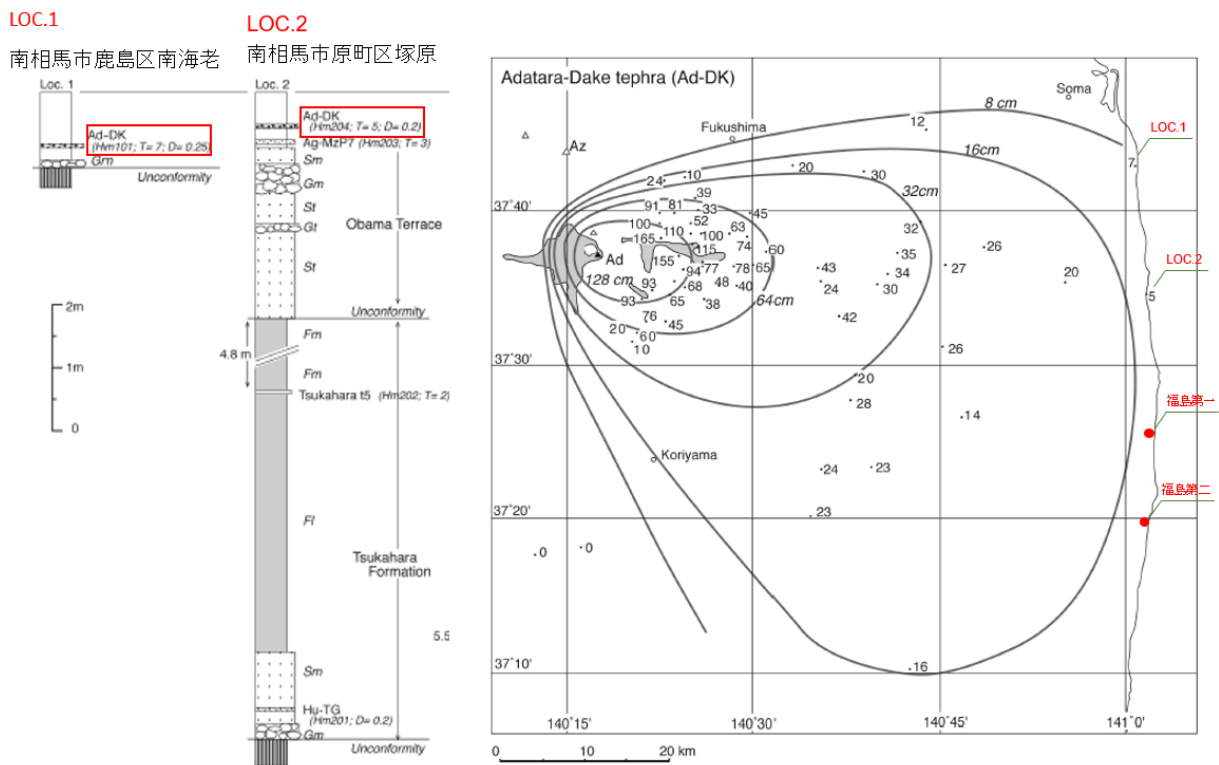 LOC.1
南相馬市鹿島区南海老
Loc. 1
Ad-DK
(Hm101; T= 7; D= 0.25)
Gm
Unconformity
LOC.2
南相馬市原町区塚原
Loc. 2
Ad-DK
(Hm204; T= 5; D= 0.2)
Ag-MzP7 (Hm203; T= 3)
Sm
Gm
St
Obama Terrace
Gt
St
Unconformity
Fm
4.8 m
Fm
Tsukahara t5 (Hm202; T= 2)
Fl
Tsukahara
Formation
5.5
Sm
Hu-TG
(Hm201; D= 0.2)
Gm
Unconformity
2m
1m
0
Adatara-Dake tephra (Ad-DK)
Soma
8 cm
12
Fukushima
LOC.1
Az
16cm
7
20
30
24
10
32cm
39
37°40'
91
81
33
45
100
52
63
32
110
100
74
165
115
60
26
35
Ad
155
77
78
65
43
27
20
LOC.2
94
34
128 cm
93
68
48
40
24
30
5
93
65
38
64cm
76
45
42
20
60
10
26
37°30'
20
28
14
福島第一
Koriyama
24
23
福島第二
37°20'
23
0
0
37°10'
16
140°15'
140°30'
140°45'
141°0'
0
10
20 km